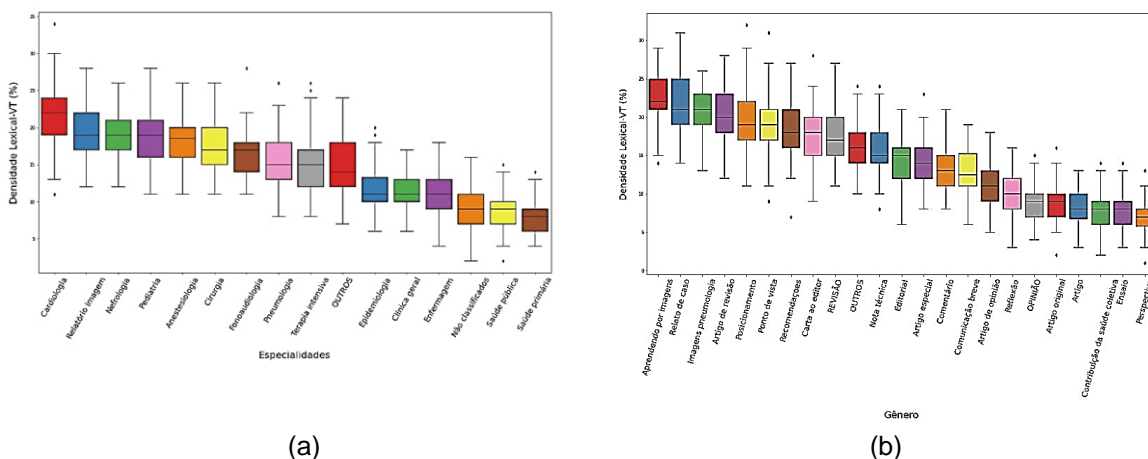 Densidade Lexical-VT (%)
35
30
25
20
15
10
5
Cardiologia
Relatório imagem
Nefrologia
Pediatria
Anestesiologia
Cirurgia
Fonoaudiologia
Pneumologia
Terapia intensiva
OUTROS
Epidemiologia
Clínica geral
Enfermagem
Não classificados
Saúde pública
Saúde primária
Especialidades
(a)
Densidade Lexical-VT (%)
30
25
20
15
10
5
0
Aprendendo por imagens
Relato de caso
Imagens pneumologia
Artigo de revisão
Posicionamento
Ponto de vista
Recomendaçoes
Carta ao editor
REVISÃO
OUTROS
Nota técnica
Editorial
Artigo especial
Comentário
Comunicação breve
Artigo de opinião
Reflexão
OPINIÃO
Artigo original
Artigo
Contribuição da saúde coletiva
Ensaio
Perspectiv
Gênero
(b)